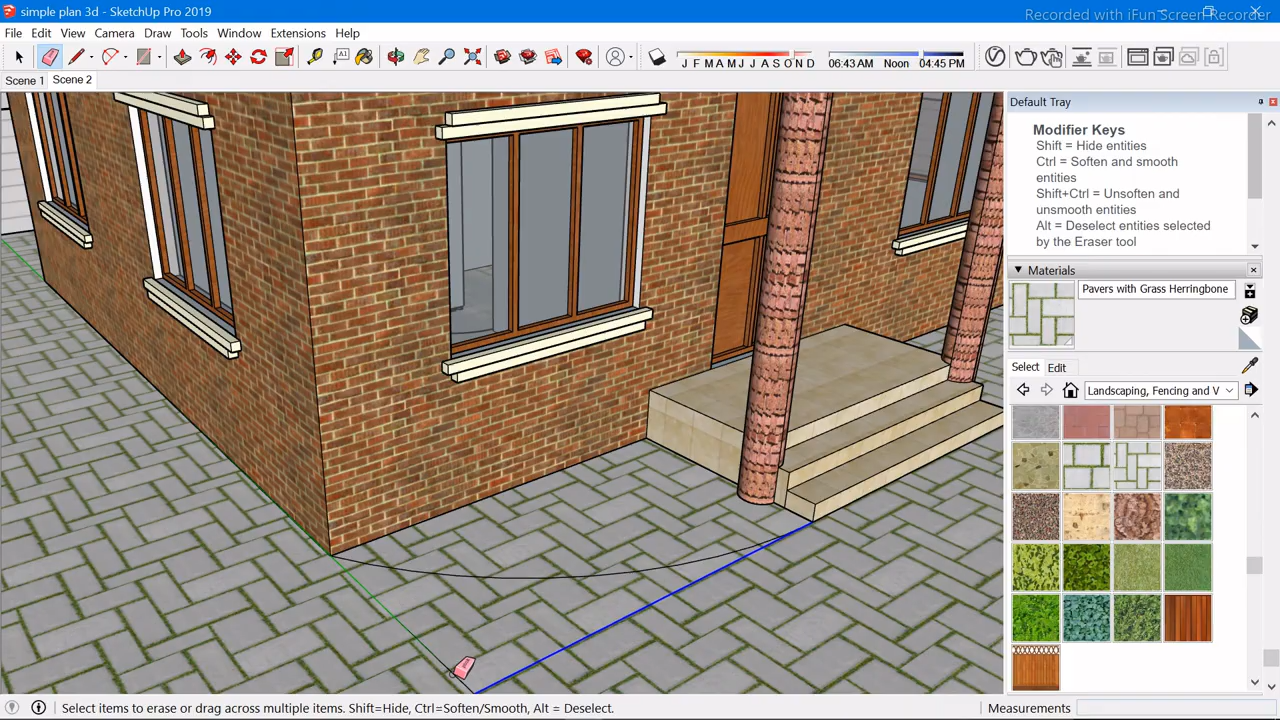 simple plan 3d - SketchUp Pro 2019
Recorded with iFun Screen Recorder
File Edit View Camera Draw Tools Window Extensions Help
J F M A M J J A S O N D
06:43 AM Noon 04:45 PM
Scene 1 Scene 2
Default Tray
Modifier Keys
Shift = Hide entities
Ctrl = Soften and smooth
entities
Shift+Ctrl = Unsoften and
unsmooth entities
Alt = Deselect entities selected
by the Eraser tool
Materials
Pavers with Grass Herringbone
Select Edit
Landscaping, Fencing and V
Select items to erase or drag across multiple items. Shift=Hide, Ctrl=Soften/Smooth, Alt = Deselect.
Measurements